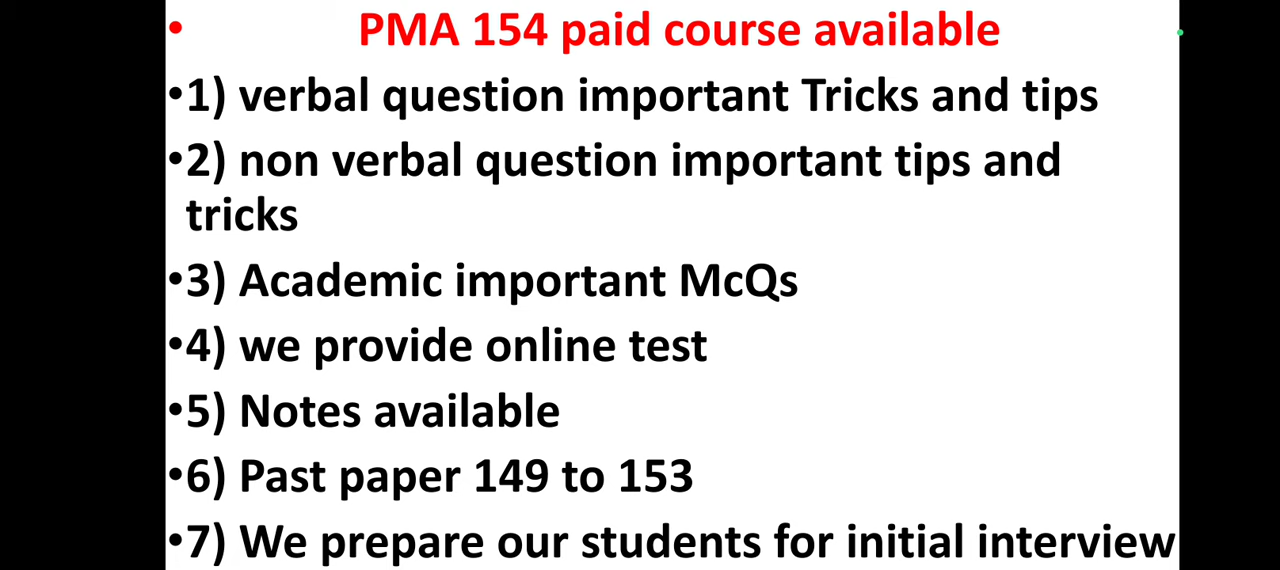 • PMA 154 paid course available
•1) verbal question important Tricks and tips
•2) non verbal question important tips and
tricks
•3) Academic important McQs
•4) we provide online test
•5) Notes available
•6) Past paper 149 to 153
•7) We prepare our students for initial interview